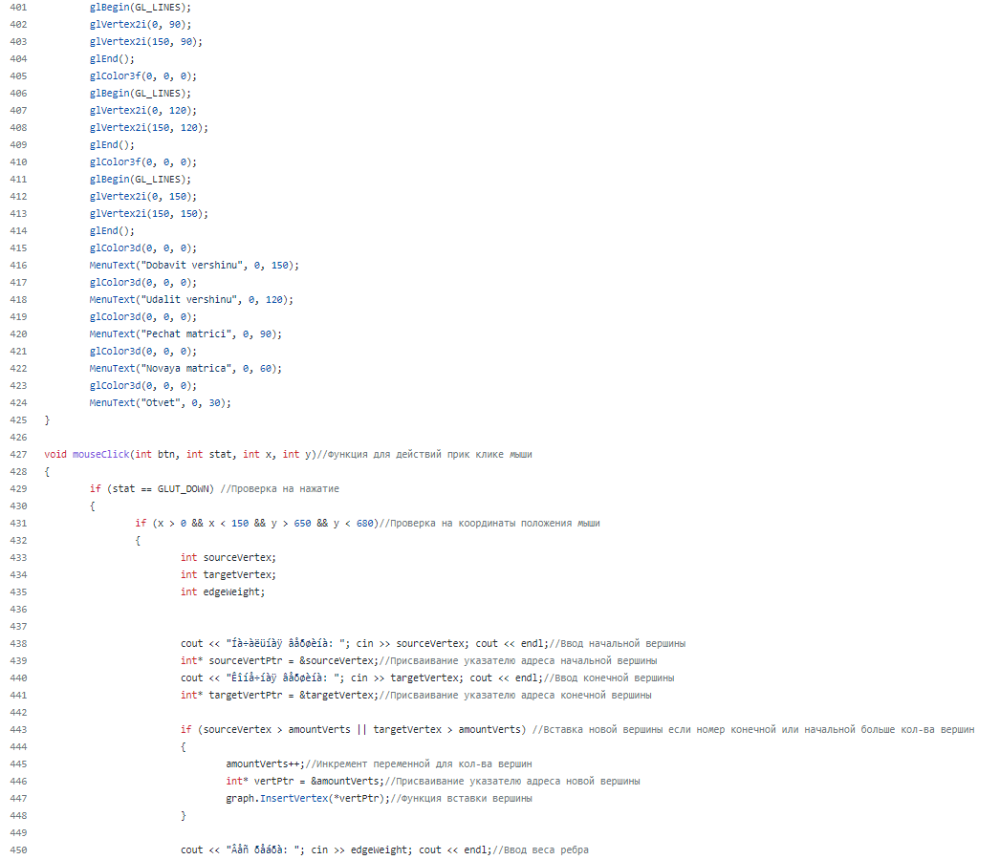 401 glBegin(GL_LINES);
402 glVertex2i(0, 90);
403 glVertex2i(150, 90);
404 glEnd();
405 glColor3f(0, 0, 0);
406 glBegin(GL_LINES);
407 glVertex2i(0, 120);
408 glVertex2i(150, 120);
409 glEnd();
410 glColor3f(0, 0, 0);
411 glBegin(GL_LINES);
412 glVertex2i(0, 150);
413 glVertex2i(150, 150);
414 glEnd();
415 glColor3d(0, 0, 0);
416 MenuText("Dobavit vershinu", 0, 150);
417 glColor3d(0, 0, 0);
418 MenuText("Udalit vershinu", 0, 120);
419 glColor3d(0, 0, 0);
420 MenuText("Pechat matrici", 0, 90);
421 glColor3d(0, 0, 0);
422 MenuText("Novaya matrica", 0, 60);
423 glColor3d(0, 0, 0);
424 MenuText("Otvet", 0, 30);
425 }
426
427 void mouseClick(int btn, int stat, int x, int y)//Функция для действий прик клике мыши
428 {
429 if (stat == GLUT_DOWN) //Проверка на нажатие
430 {
431 if (x > 0 && x < 150 && y > 650 && y < 680)//Проверка на координаты положения мыши
432 {
433 int sourceVertex;
434 int targetVertex;
435 int edgeWeight;
436
437
438 cout << "Íà÷àëüíàÿ âåðøèíà: "; cin >> sourceVertex; cout << endl;//Ввод начальной вершины
439 int* sourceVertPtr = &sourceVertex;//Присваивание указателю адреса начальной вершины
440 cout << "Êîíå÷íàÿ âåðøèíà: "; cin >> targetVertex; cout << endl;//Ввод конечной вершины
441 int* targetVertPtr = &targetVertex;//Присваивание указателю адреса конечной вершины
442
443 if (sourceVertex > amountVerts || targetVertex > amountVerts) //Вставка новой вершины если номер конечной или начальной больше кол-ва вершин
444 {
445 amountVerts++;//Инкремент переменной для кол-ва вершин
446 int* vertPtr = &amountVerts;//Присваивание указателю адреса новой вершины
447 graph.InsertVertex(*vertPtr);//Функция вставки вершины
448 }
449
450 cout << "Âåñ ðåáðà: "; cin >> edgeWeight; cout << endl;//Ввод веса ребра